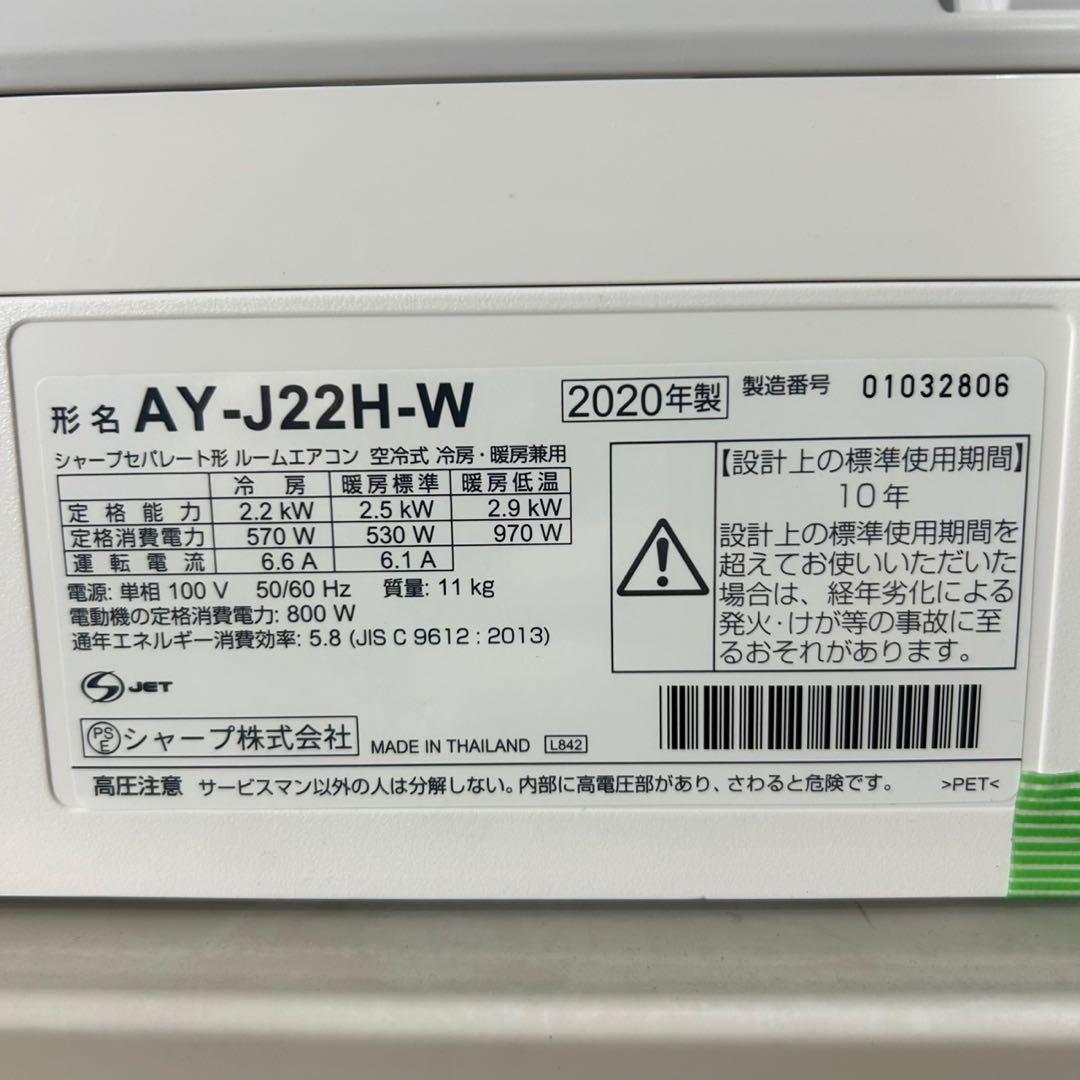 形名 AY-J22H-W 2020年製 製造番号 01032806
シャープセパレート形 ルームエアコン 空冷式 冷房・暖房兼用
冷房 暖房標準 暖房低温
定格能力 2.2 kW 2.5 kW 2.9 kW
定格消費電力 570 W 530 W 970 W
運転電流 6.6 A 6.1 A
電源: 単相 100 V 50/60 Hz 質量: 11 kg
電動機の定格消費電力: 800 W
通年エネルギー消費効率: 5.8 (JIS C 9612 : 2013)
【設計上の標準使用期間】
10年
設計上の標準使用期間を
超えてお使いいただいた
場合は、経年劣化による
発火・けが等の事故に至
るおそれがあります。
S JET
PSE シャープ株式会社 MADE IN THAILAND L842
高圧注意 サービスマン以外の人は分解しない。内部に高電圧部があり、さわると危険です。 >PET<